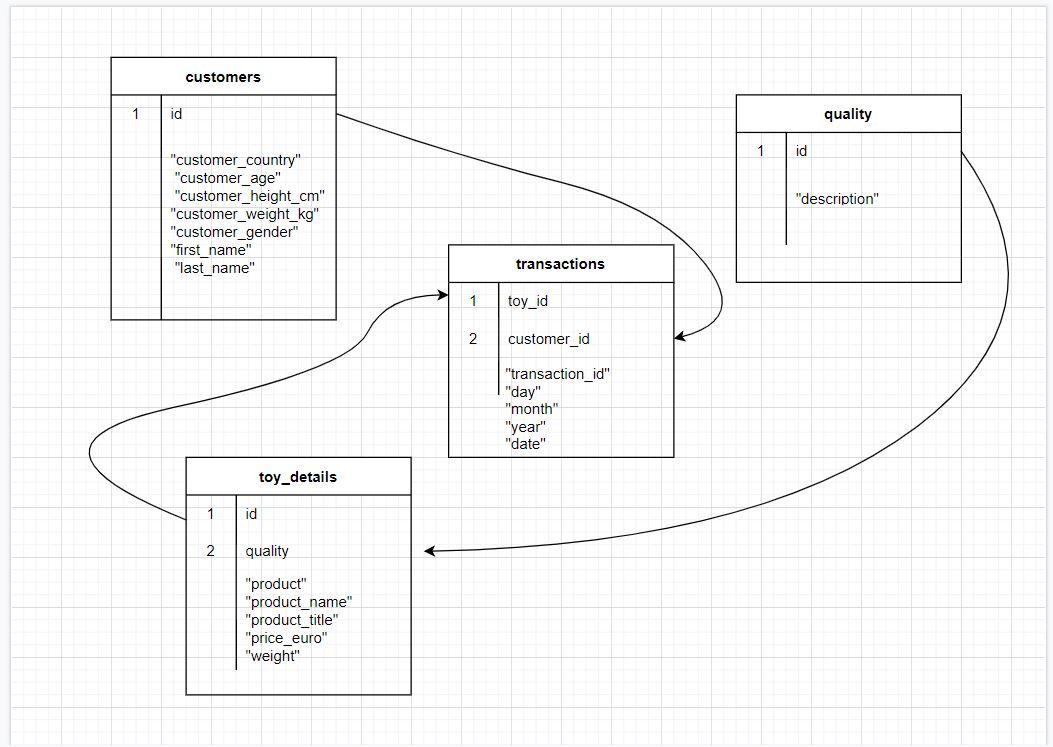 customers
1 id
"customer_country"
"customer_age"
"customer_height_cm"
"customer_weight_kg"
"customer_gender"
"first_name"
"last_name"
quality
1 id
"description"
transactions
1 toy_id
2 customer_id
"transaction_id"
"day"
"month"
"year"
"date"
toy_details
1 id
2 quality
"product"
"product_name"
"product_title"
"price_euro"
"weight"